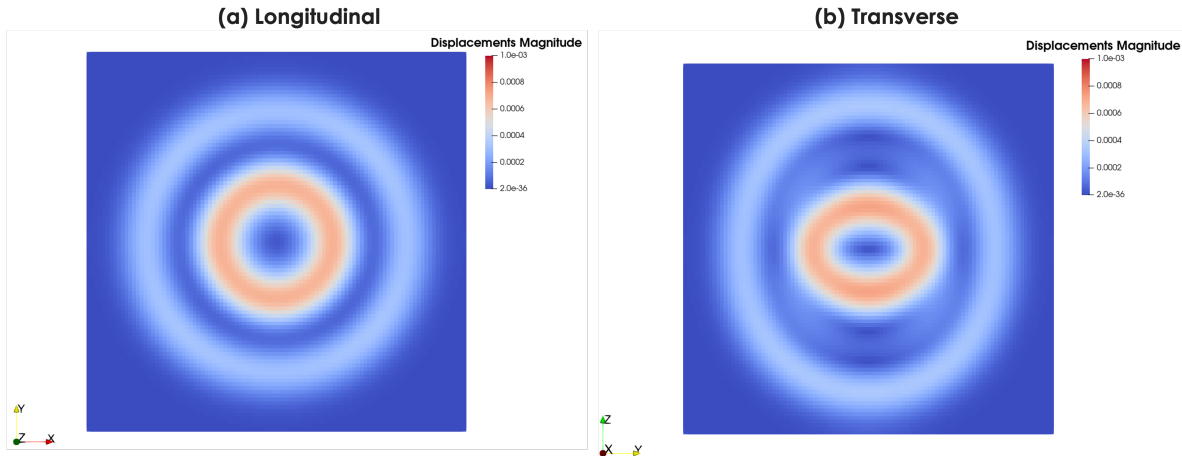 (a) Longitudinal
Displacements Magnitude
1.0e-03
0.0008
0.0006
0.0004
0.0002
2.0e-36
Y
Z
X
(b) Transverse
Displacements Magnitude
1.0e-03
0.0008
0.0006
0.0004
0.0002
2.0e-36
Z
X
Y